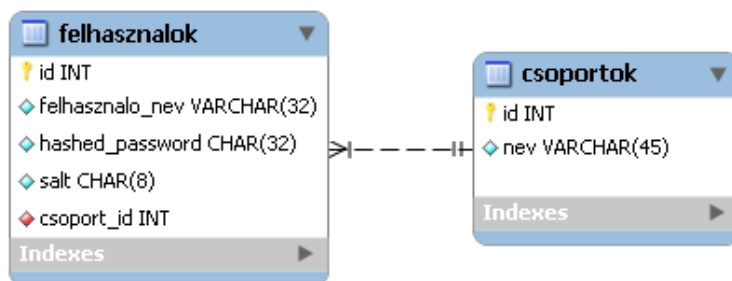 felhasznalok
id INT
felhasznalo_nev VARCHAR(32)
hashed_password CHAR(32)
salt CHAR(8)
csoport_id INT
Indexes
csoportok
id INT
nev VARCHAR(45)
Indexes